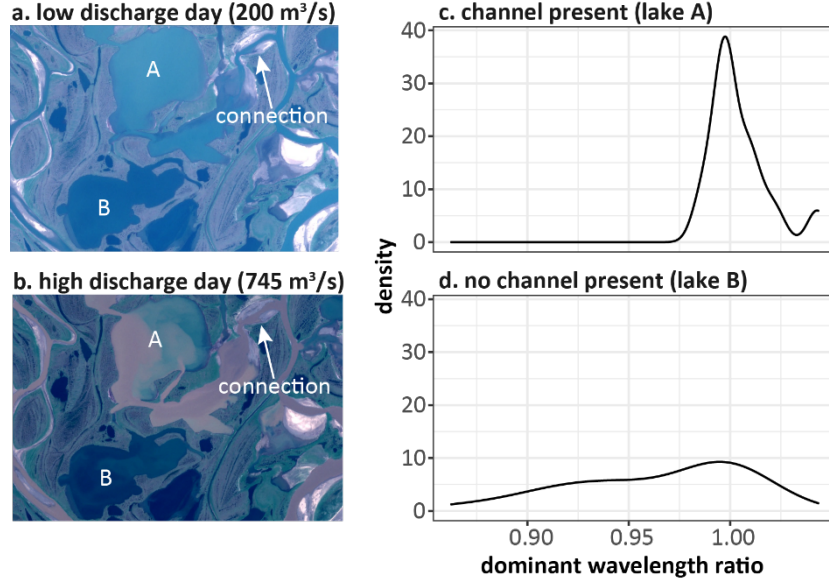 a. low discharge day (200 m³/s)
A
connection
B
b. high discharge day (745 m³/s)
A
connection
B
c. channel present (lake A)
40
30
20
10
0
density
d. no channel present (lake B)
40
30
20
10
0
0.90 0.95 1.00
dominant wavelength ratio